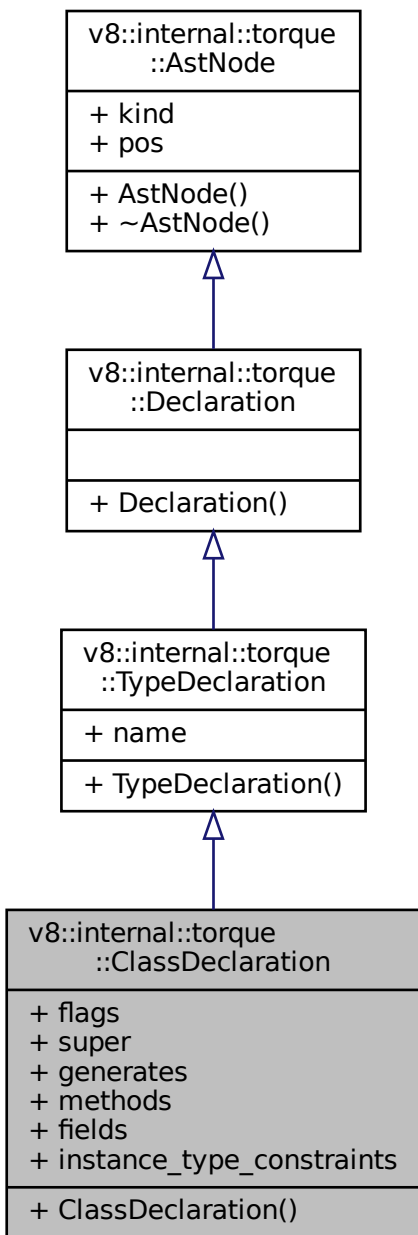 v8::internal::torque
::AstNode
+ kind
+ pos
+ AstNode()
+ ~AstNode()
v8::internal::torque
::Declaration
+ Declaration()
v8::internal::torque
::TypeDeclaration
+ name
+ TypeDeclaration()
v8::internal::torque
::ClassDeclaration
+ flags
+ super
+ generates
+ methods
+ fields
+ instance_type_constraints
+ ClassDeclaration()